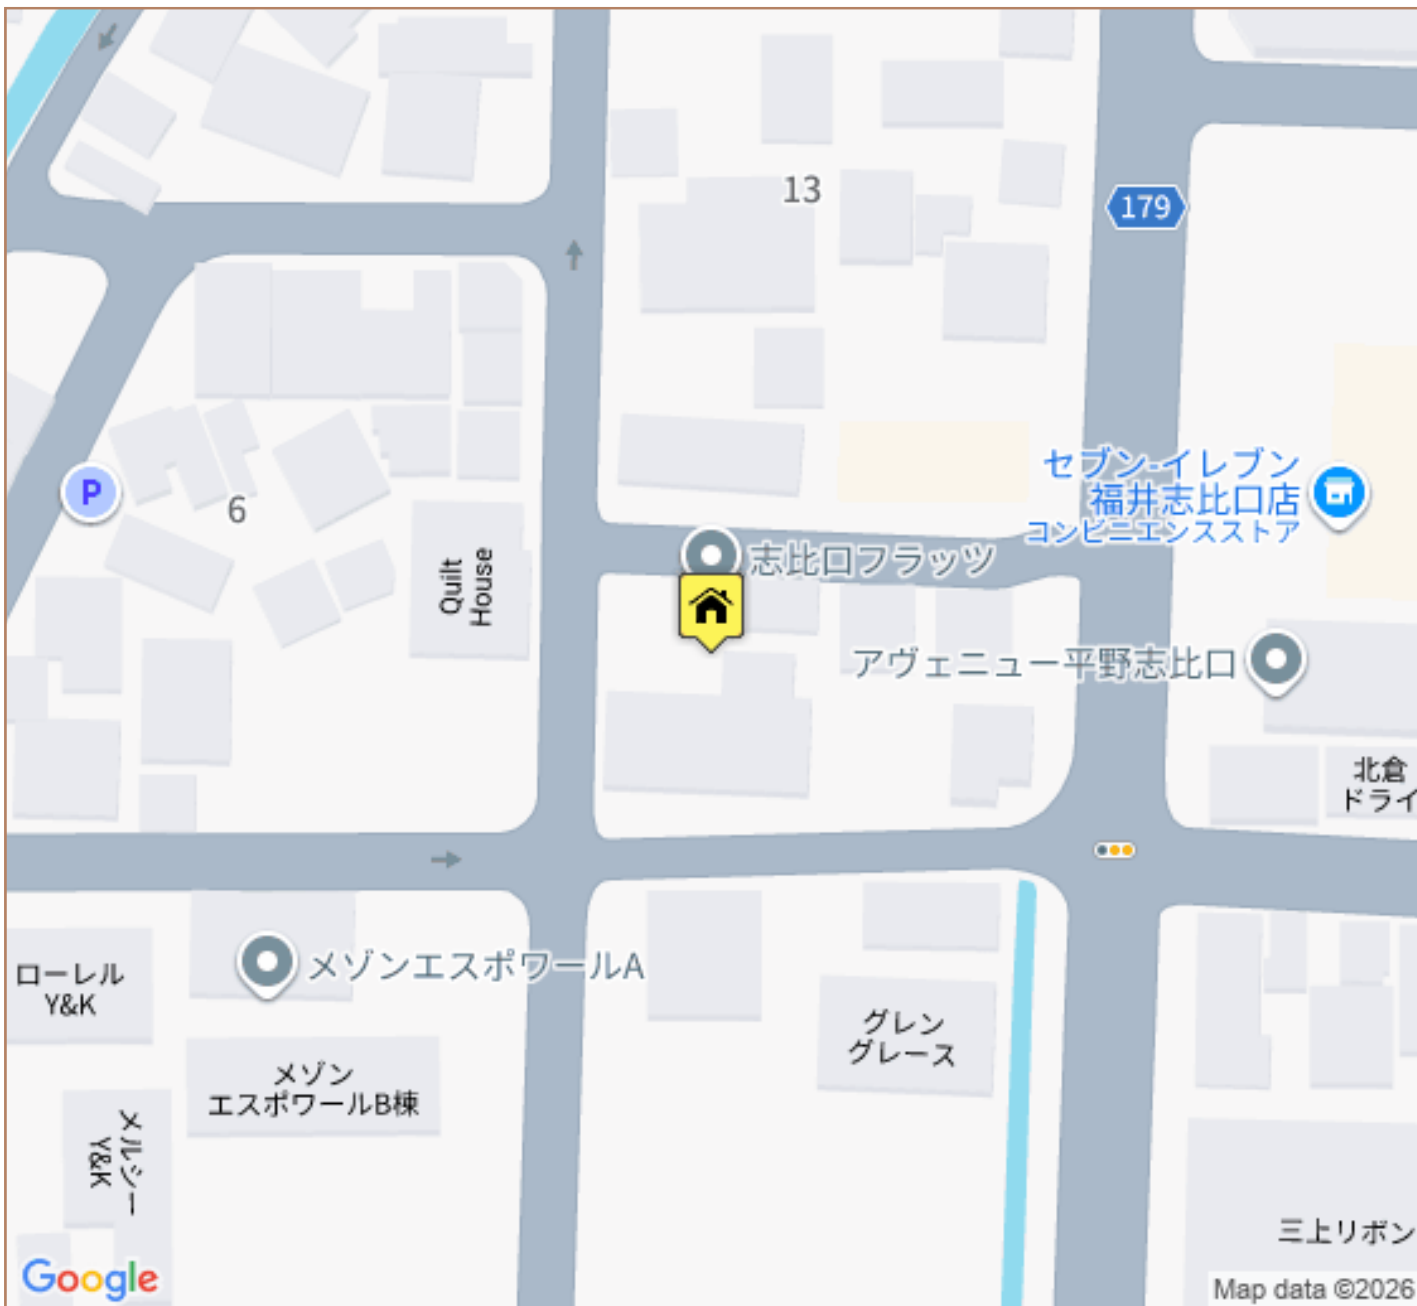 13
179
セブン-イレブン
福井志比口店
コンビニエンスストア
P
6
Quilt
House
志比口フラッツ
アヴェニュー平野志比口
北倉
ドライ
ローレル
Y&K
メゾンエスポワールA
グレン
グレース
メゾン
エスポワールB棟
メルシー
Y&K
三上リボン
Google
Map data ©2026